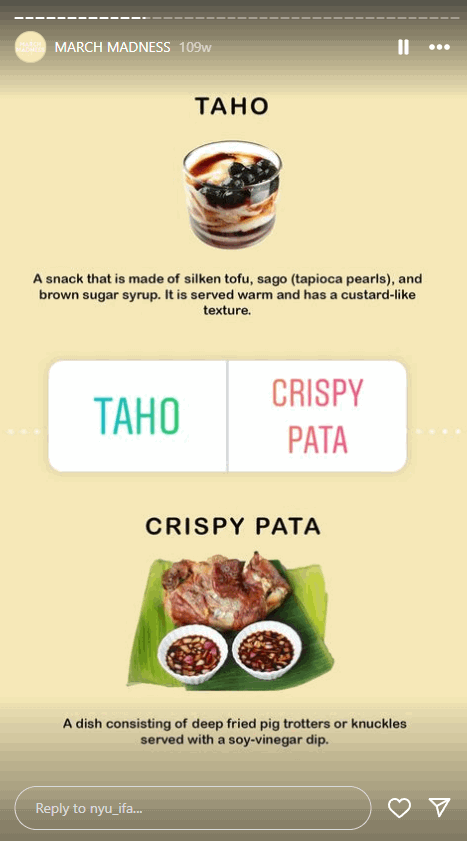 MARCH MADNESS 109w
TAHO
A snack that is made of silken tofu, sago (tapioca pearls), and
brown sugar syrup. It is served warm and has a custard-like
texture.
TAHO
CRISPY
PATA
CRISPY PATA
A dish consisting of deep fried pig trotters or knuckles
served with a soy-vinegar dip.
Reply to nyu_ifa...